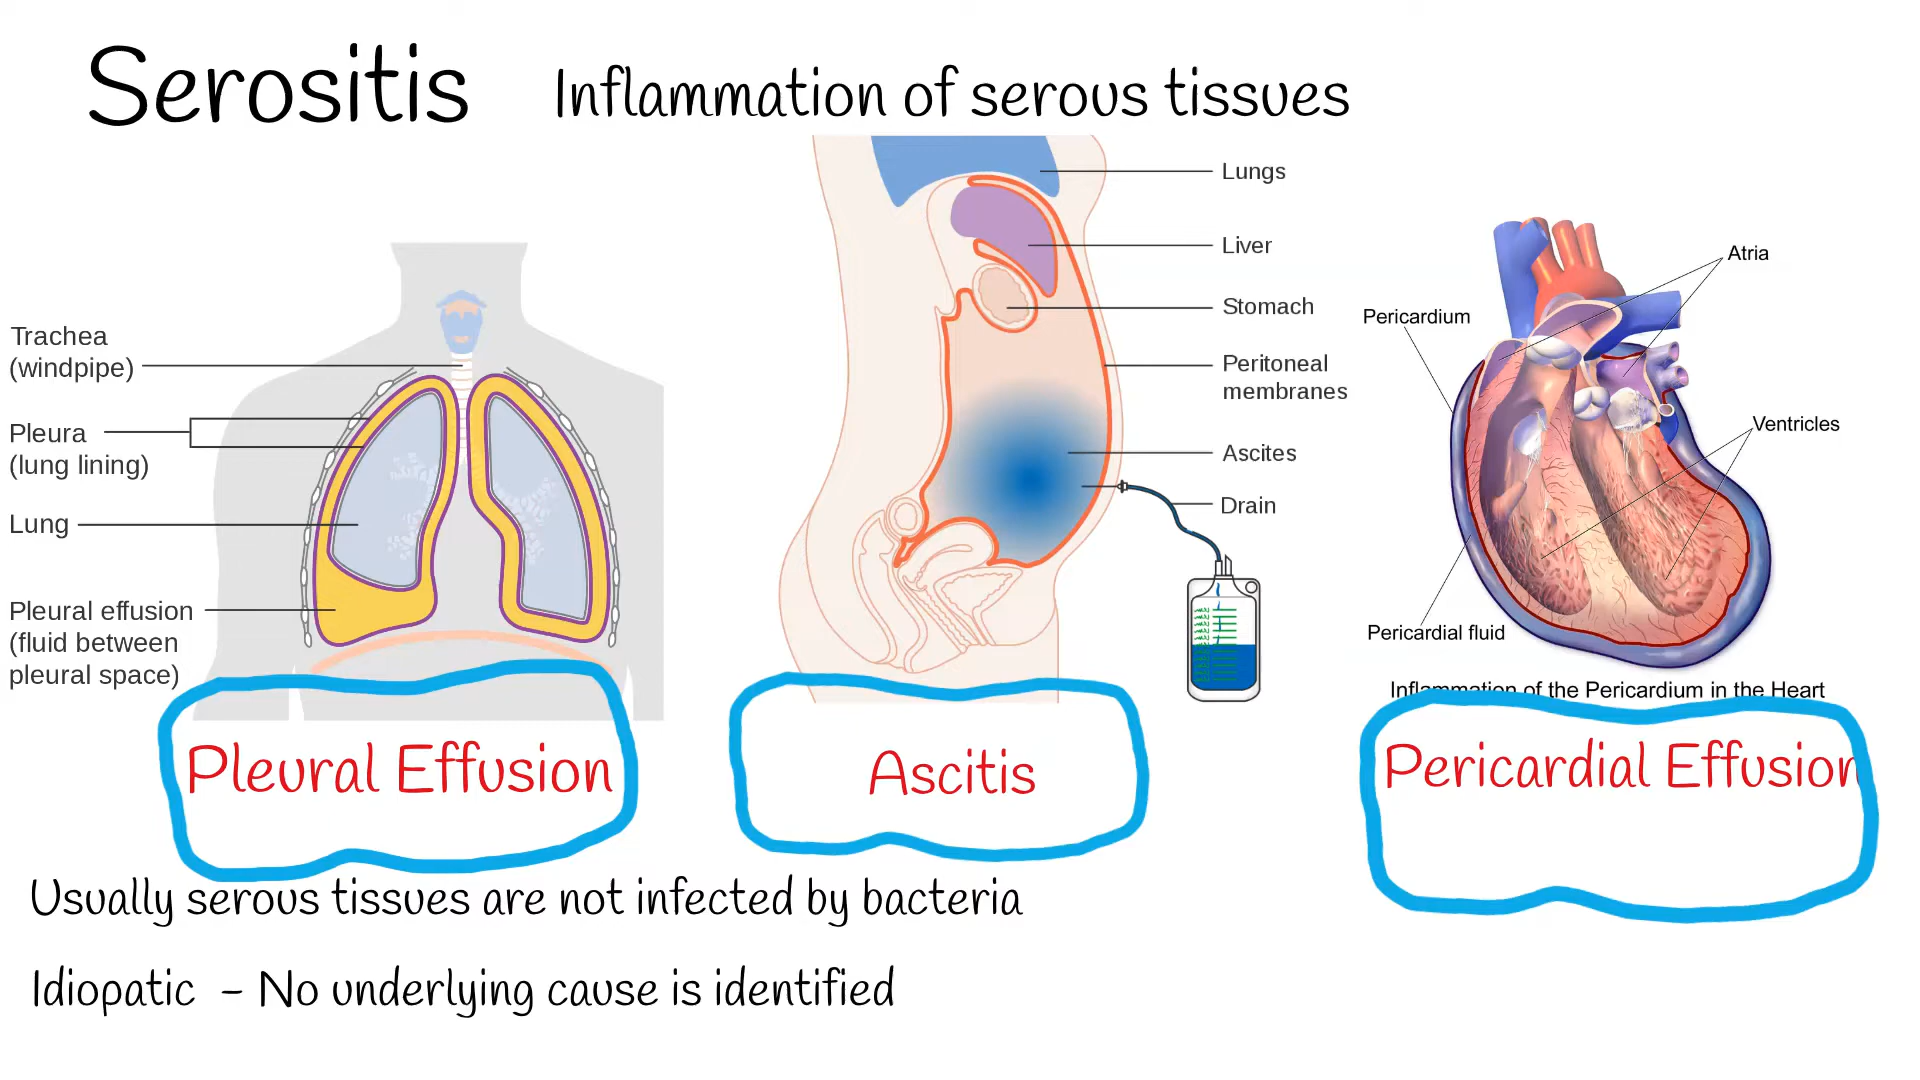 Serositis
Inflammation of serous tissues
Trachea
(windpipe)
Pleura
(lung lining)
Lung
Pleural effusion
(fluid between
pleural space)
Pleural Effusion
Lungs
Liver
Stomach
Peritoneal
membranes
Ascites
Drain
Ascitis
Atria
Pericardium
Ventricles
Pericardial fluid
Inflammation of the Pericardium in the Heart
Pericardial Effusion
Usually serous tissues are not infected by bacteria
Idiopatic - No underlying cause is identified